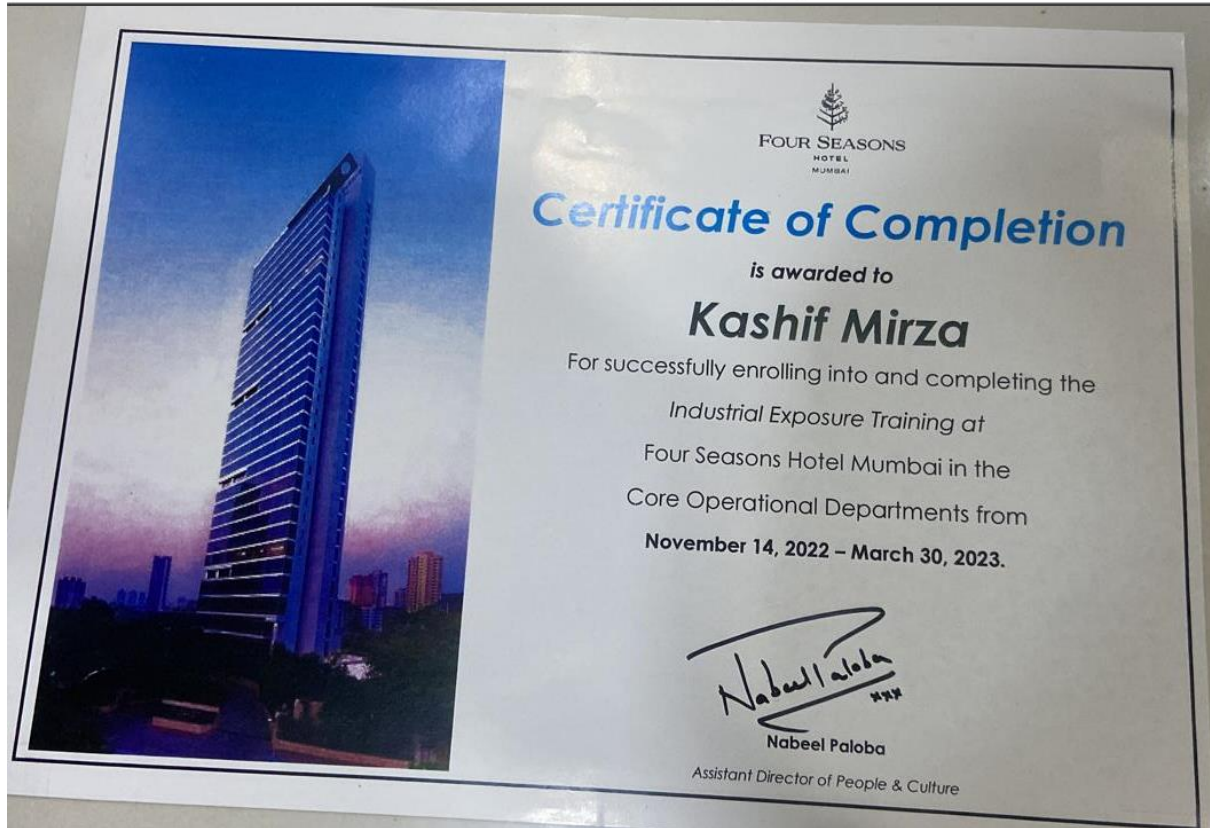 FOUR SEASONS
HOTEL
MUMBAI
Certificate of Completion
is awarded to
Kashif Mirza
For successfully enrolling into and completing the
Industrial Exposure Training at
Four Seasons Hotel Mumbai in the
Core Operational Departments from
November 14, 2022 – March 30, 2023.
Nabeel Paloba
Nabeel Paloba
Assistant Director of People & Culture